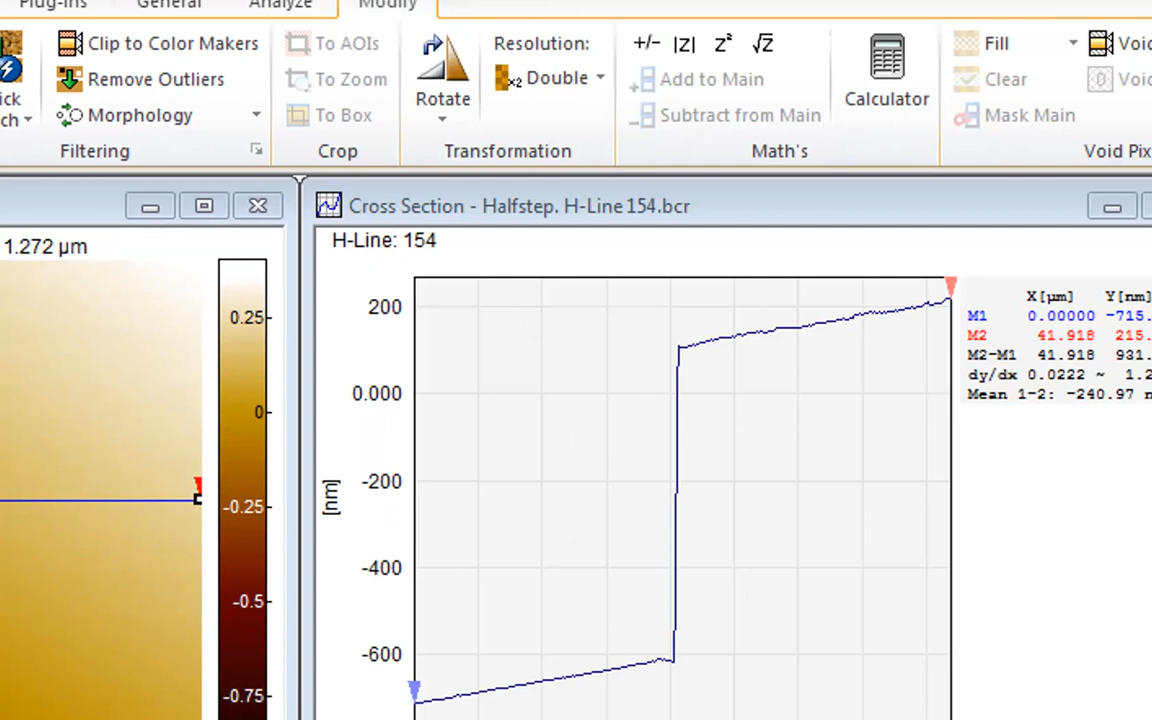 Plug-ins General Analyze Modify
Clip to Color Makers
Remove Outliers
Morphology
Filtering
To AOIs
To Zoom
To Box
Crop
Rotate
Resolution:
x2 Double
Transformation
+/- |Z| z² √Z
Add to Main
Subtract from Main
Math's
Calculator
Fill
Clear
Mask Main
Void Pix
Cross Section - Halfstep. H-Line 154.bcr
1.272 µm
0.25
0
-0.25
-0.5
-0.75
H-Line: 154
200
0.000
-200
-400
-600
[nm]
X[µm] Y[nm]
M1 0.00000 -715.
M2 41.918 215.
M2-M1 41.918 931.
dy/dx 0.0222 ~ 1.2
Mean 1-2: -240.97 n